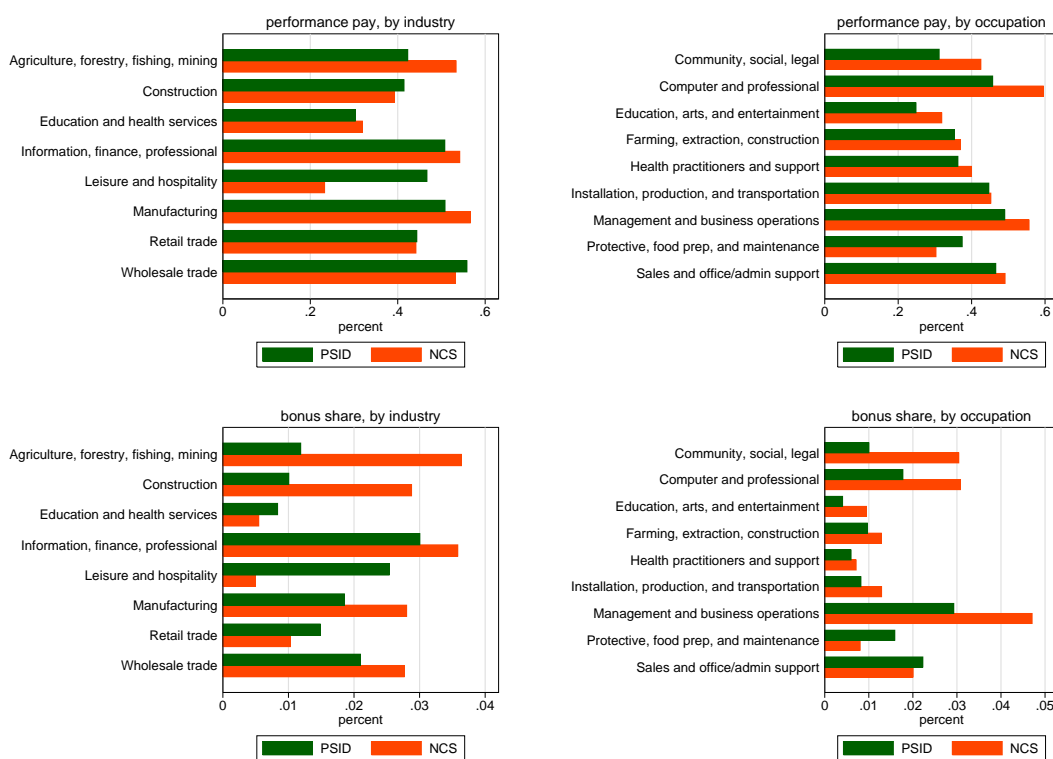 performance pay, by industry
Agriculture, forestry, fishing, mining
Construction
Education and health services
Information, finance, professional
Leisure and hospitality
Manufacturing
Retail trade
Wholesale trade
0 .2 .4 .6
percent
PSID NCS
performance pay, by occupation
Community, social, legal
Computer and professional
Education, arts, and entertainment
Farming, extraction, construction
Health practitioners and support
Installation, production, and transportation
Management and business operations
Protective, food prep, and maintenance
Sales and office/admin support
0 .2 .4 .6
percent
PSID NCS
bonus share, by industry
Agriculture, forestry, fishing, mining
Construction
Education and health services
Information, finance, professional
Leisure and hospitality
Manufacturing
Retail trade
Wholesale trade
0 .01 .02 .03 .04
percent
PSID NCS
bonus share, by occupation
Community, social, legal
Computer and professional
Education, arts, and entertainment
Farming, extraction, construction
Health practitioners and support
Installation, production, and transportation
Management and business operations
Protective, food prep, and maintenance
Sales and office/admin support
0 .01 .02 .03 .04 .05
percent
PSID NCS